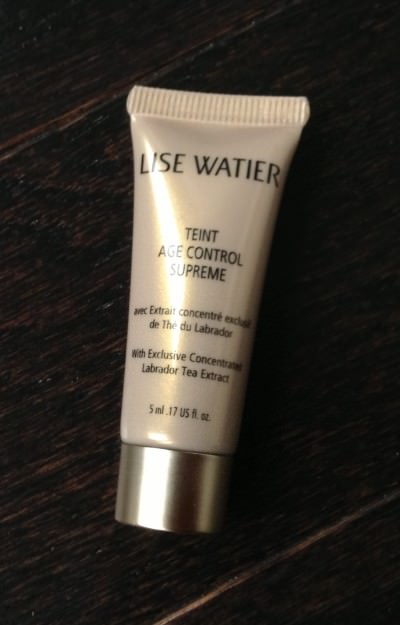 LISE WATIER
TEINT
AGE CONTROL
SUPREME
avec Extrait concentré exclusif
de Thé du Labrador
With Exclusive Concentrated
Labrador Tea Extract
5 ml .17 US fl. oz.